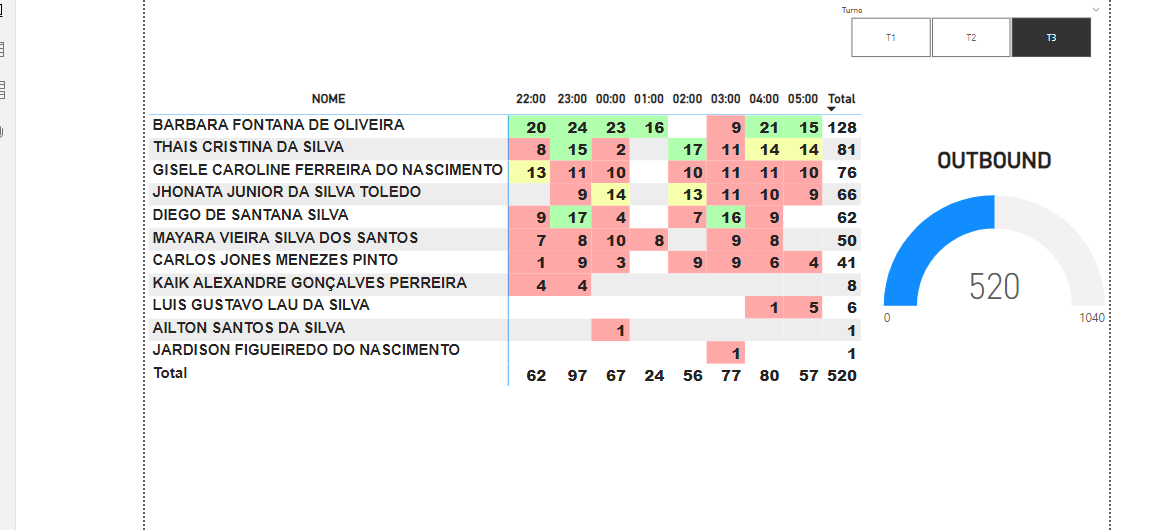 Turno
T1 T2 T3
NOME 22:00 23:00 00:00 01:00 02:00 03:00 04:00 05:00 Total
BARBARA FONTANA DE OLIVEIRA 20 24 23 16 9 21 15 128
THAIS CRISTINA DA SILVA 8 15 2 17 11 14 14 81
GISELE CAROLINE FERREIRA DO NASCIMENTO 13 11 10 10 11 11 10 76
JHONATA JUNIOR DA SILVA TOLEDO 9 14 13 11 10 9 66
DIEGO DE SANTANA SILVA 9 17 4 7 16 9 62
MAYARA VIEIRA SILVA DOS SANTOS 7 8 10 8 9 8 50
CARLOS JONES MENEZES PINTO 1 9 3 9 9 6 4 41
KAIK ALEXANDRE GONÇALVES PERREIRA 4 4 8
LUIS GUSTAVO LAU DA SILVA 1 5 6
AILTON SANTOS DA SILVA 1 1
JARDISON FIGUEIREDO DO NASCIMENTO 1 1
Total 62 97 67 24 56 77 80 57 520
OUTBOUND
520
0 1040